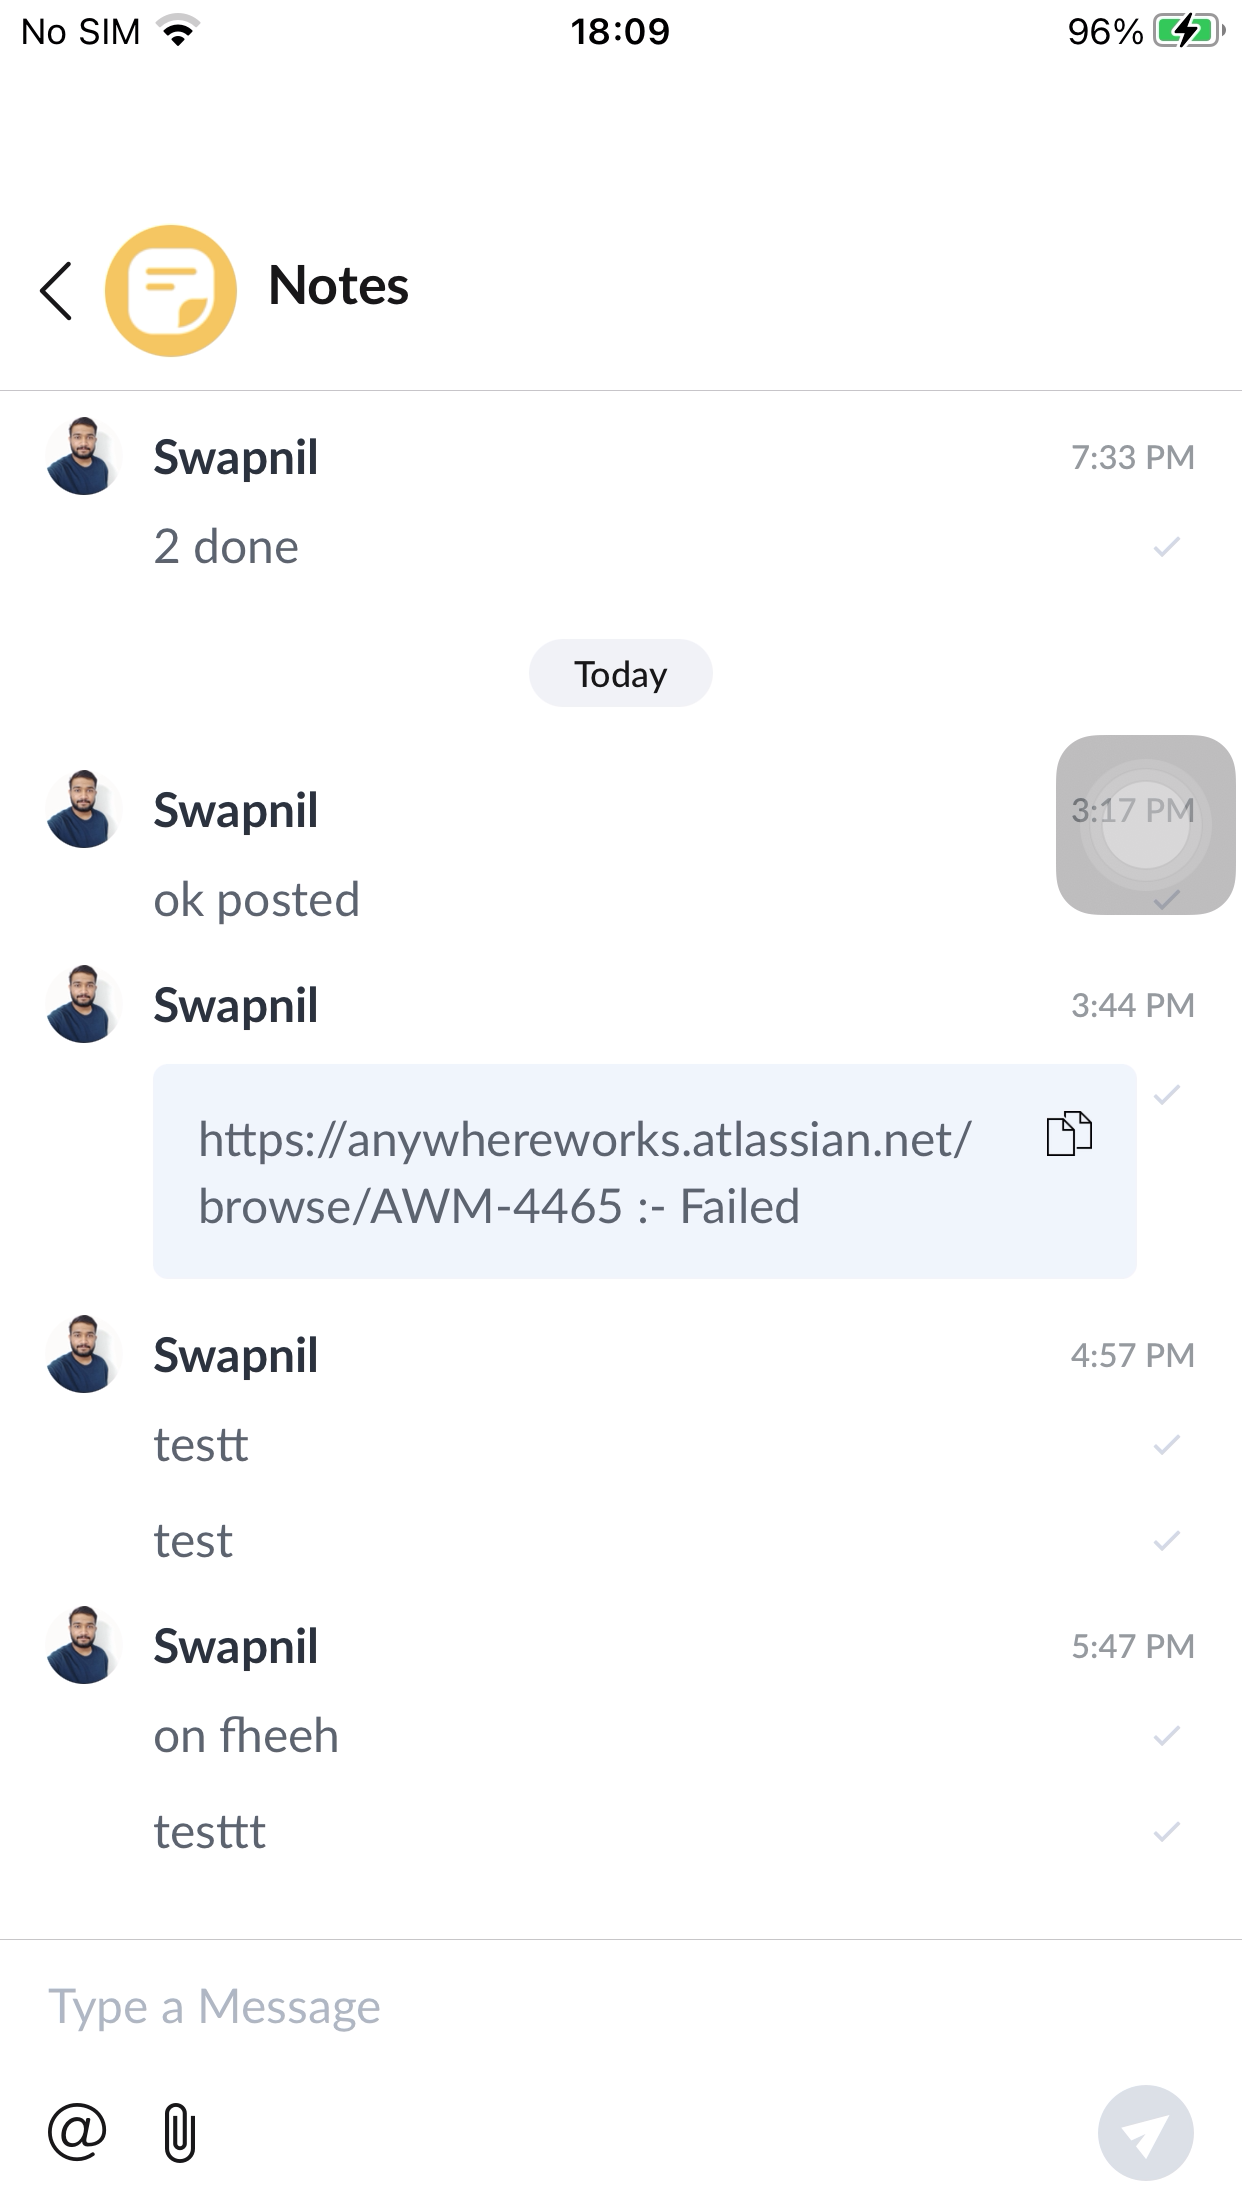 No SIM 18:09 96%
Notes
Swapnil 7:33 PM
2 done
Today
Swapnil 3:17 PM
ok posted
Swapnil 3:44 PM
https://anywhereworks.atlassian.net/
browse/AWM-4465 :- Failed
Swapnil 4:57 PM
testt
test
Swapnil 5:47 PM
on fheeh
testtt
Type a Message
@